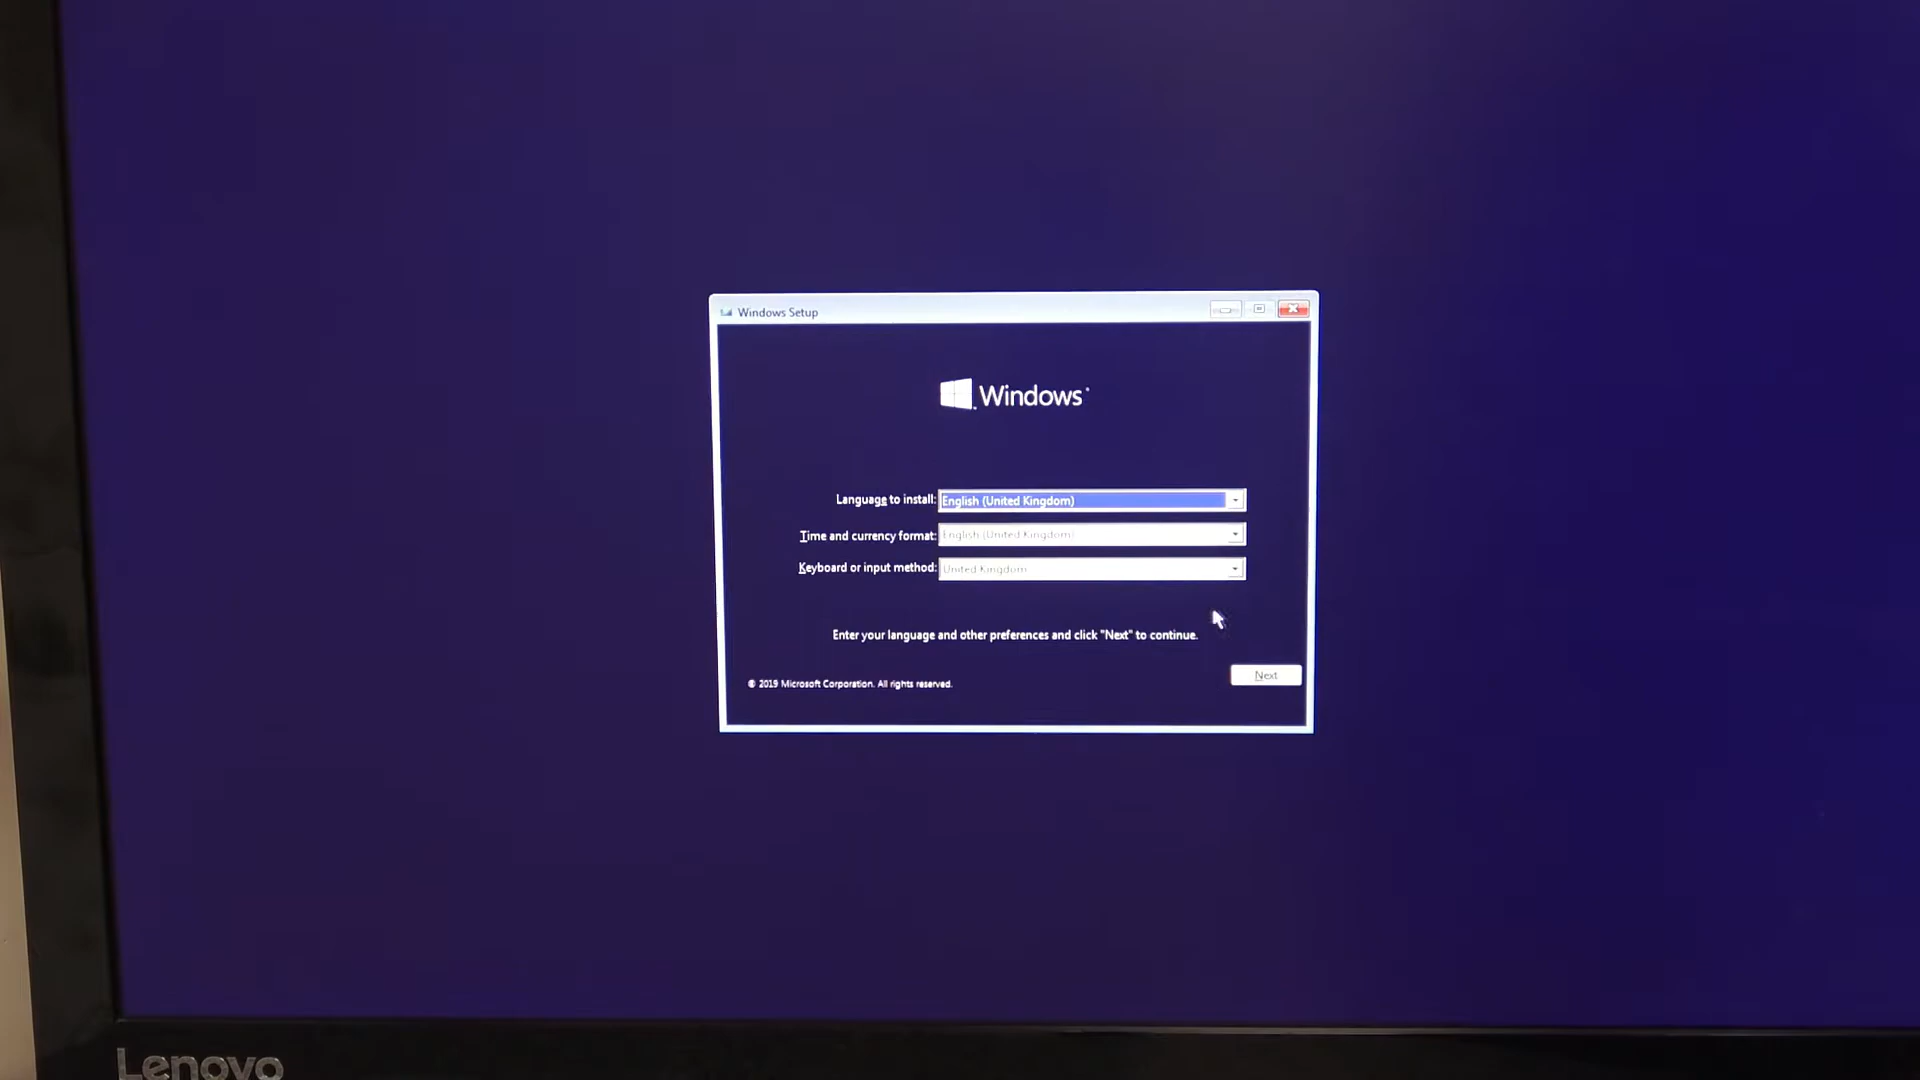 Windows Setup
Windows
Language to install: English (United Kingdom)
Time and currency format: English (United Kingdom)
Keyboard or input method: United Kingdom
Enter your language and other preferences and click "Next" to continue.
© 2019 Microsoft Corporation. All rights reserved.
Next
Lenovo